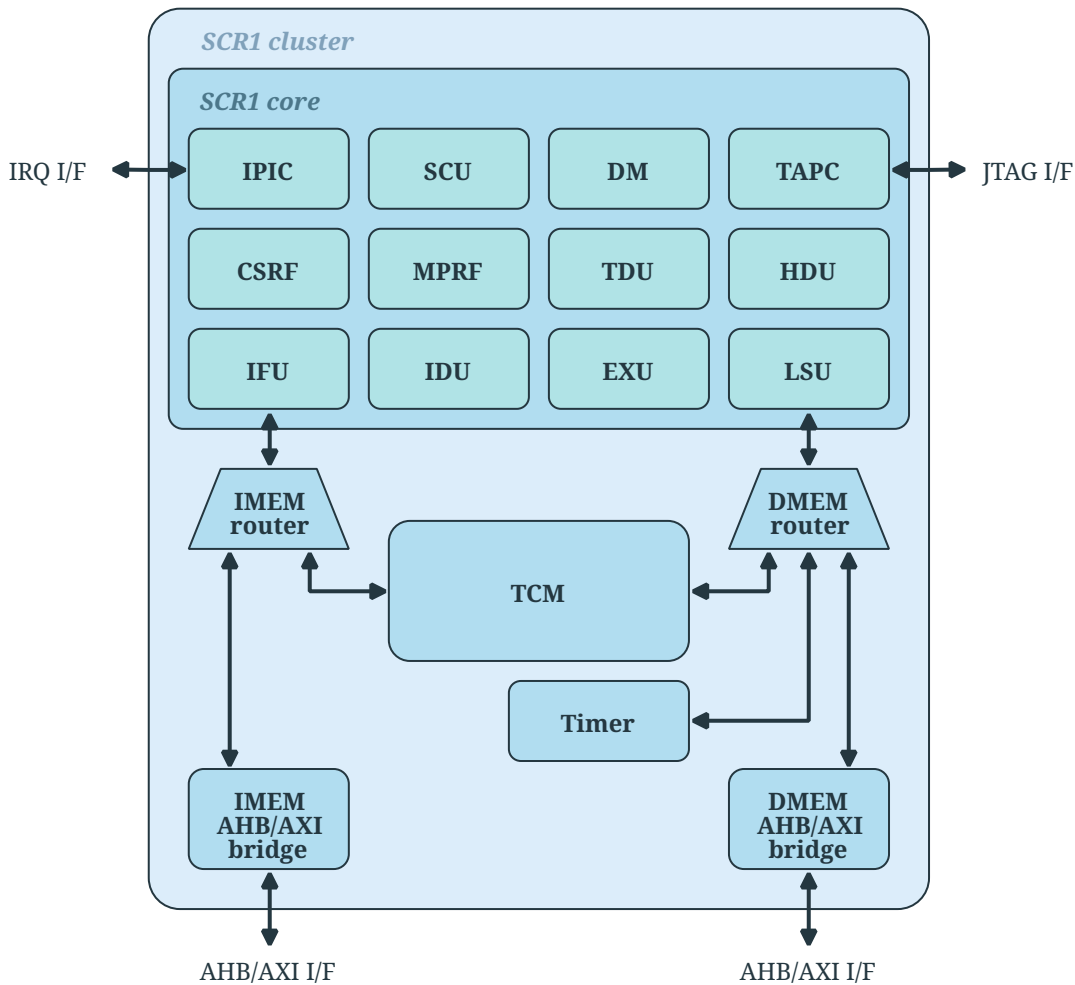 SCR1 cluster
SCR1 core
IRQ I/F
IPIC
SCU
DM
TAPC
JTAG I/F
CSRF
MPRF
TDU
HDU
IFU
IDU
EXU
LSU
IMEM
router
DMEM
router
TCM
Timer
IMEM
AHB/AXI
bridge
DMEM
AHB/AXI
bridge
AHB/AXI I/F
AHB/AXI I/F